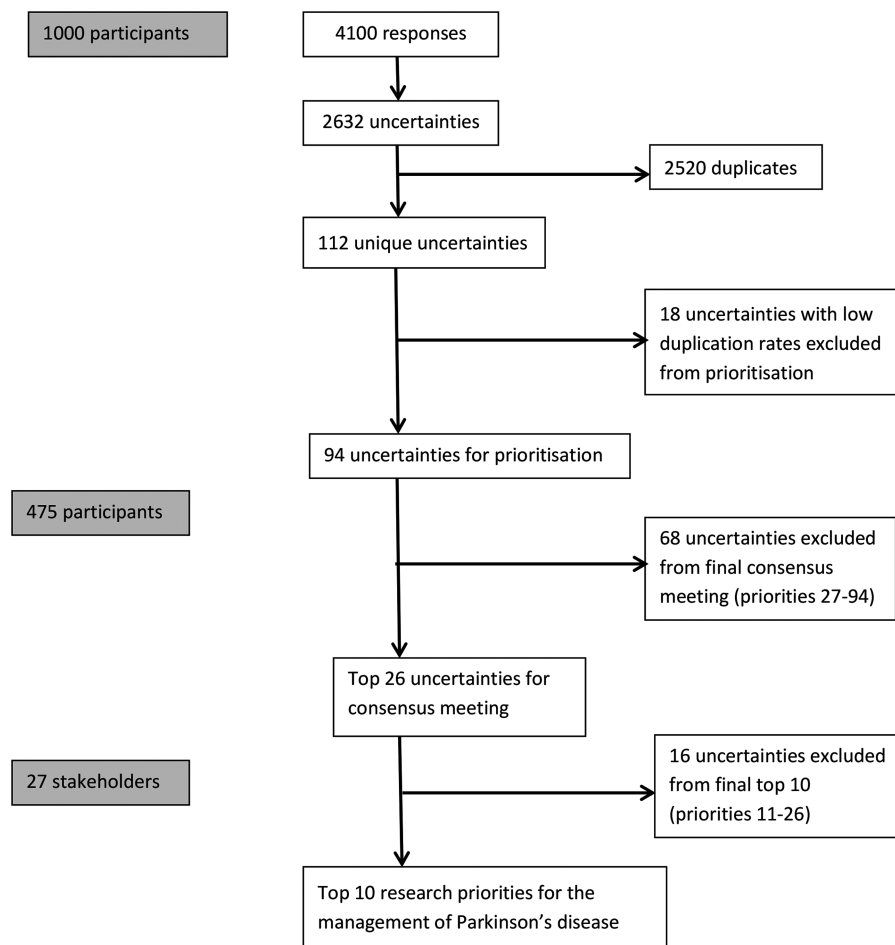 1000 participants
4100 responses
2632 uncertainties
2520 duplicates
112 unique uncertainties
18 uncertainties with low
duplication rates excluded
from prioritisation
94 uncertainties for prioritisation
475 participants
68 uncertainties excluded
from final consensus
meeting (priorities 27-94)
Top 26 uncertainties for
consensus meeting
27 stakeholders
16 uncertainties excluded
from final top 10
(priorities 11-26)
Top 10 research priorities for the
management of Parkinson’s disease